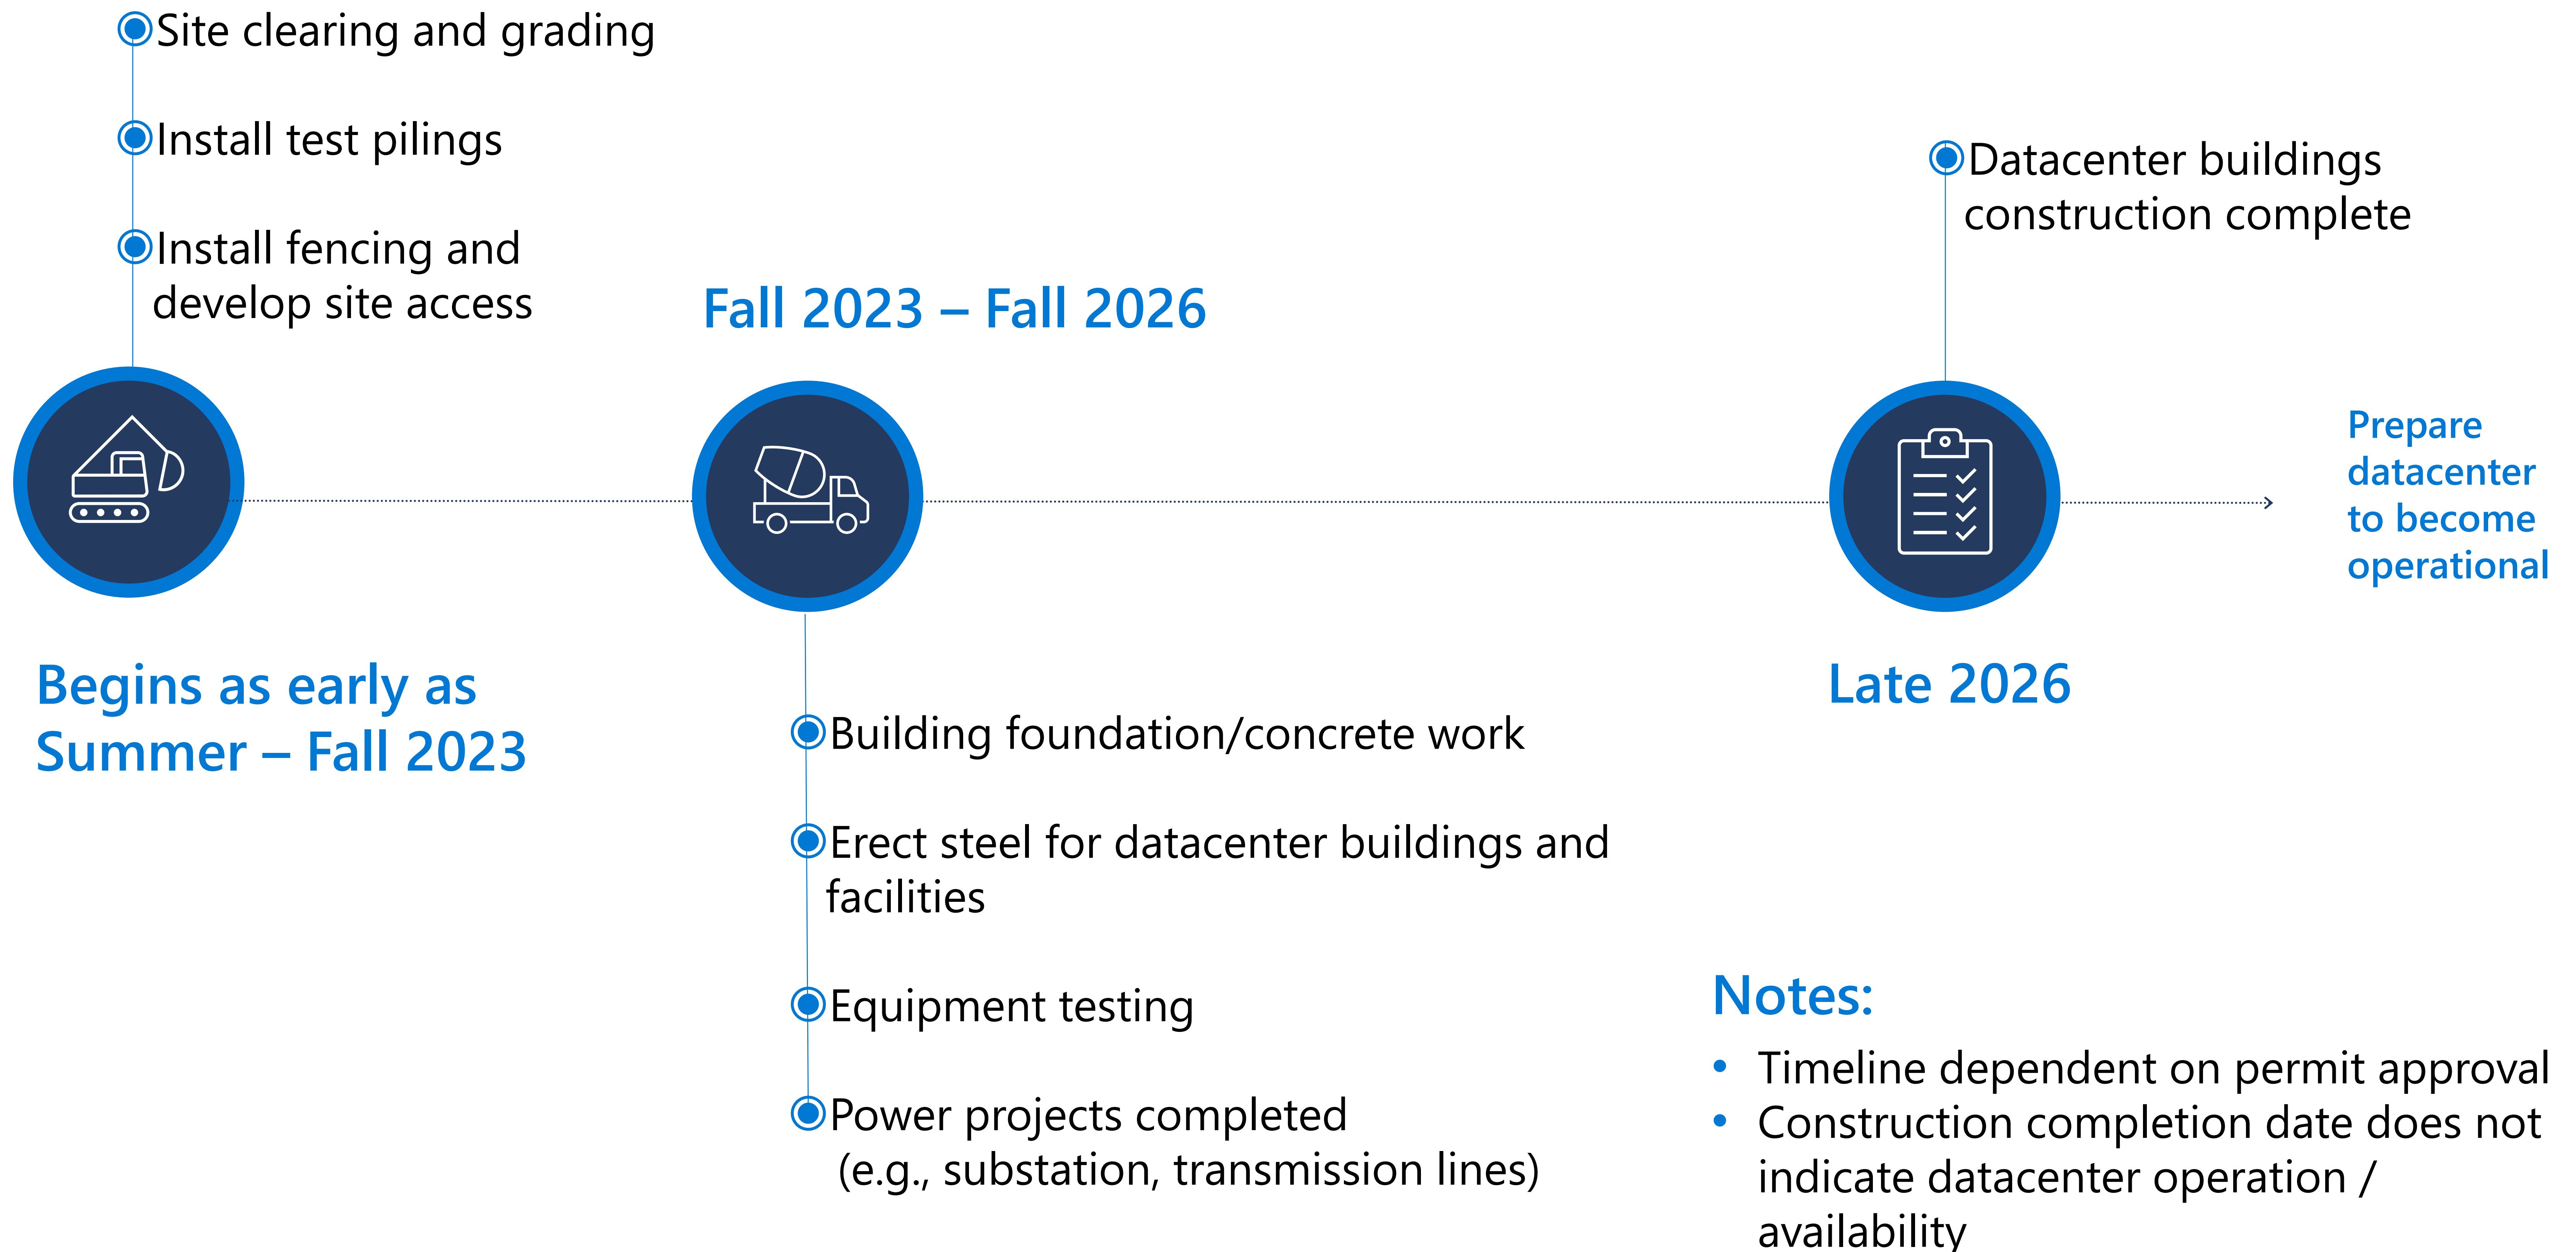 Site clearing and grading
Install test pilings
Install fencing and
develop site access
Begins as early as
Summer – Fall 2023
Fall 2023 – Fall 2026
Building foundation/concrete work
Erect steel for datacenter buildings and
facilities
Equipment testing
Power projects completed
(e.g., substation, transmission lines)
Datacenter buildings
construction complete
Late 2026
Prepare
datacenter
to become
operational
Notes:
• Timeline dependent on permit approval
• Construction completion date does not
indicate datacenter operation /
availability